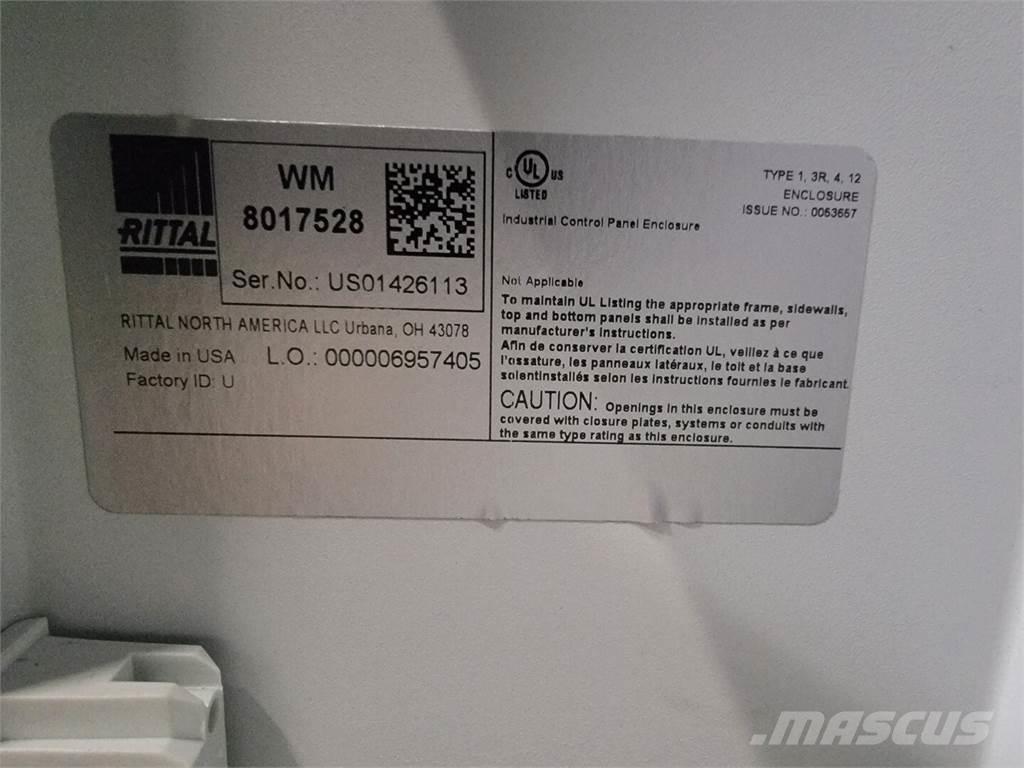 RITTAL
WM
8017528
Ser.No.: US01426113
RITTAL NORTH AMERICA LLC Urbana, OH 43078
Made in USA L.O.: 000006957405
Factory ID: U
C UL US
LISTED
TYPE 1, 3R, 4, 12
ENCLOSURE
ISSUE NO.: 0053657
Industrial Control Panel Enclosure
Not Applicable
To maintain UL Listing the appropriate frame, sidewalls,
top and bottom panels shall be installed as per
manufacturer's instructions.
Afin de conserver la certification UL, veillez à ce que
l'ossature, les panneaux latéraux, le toit et la base
solentinstallés selon les instructions fournies le fabricant.
CAUTION: Openings in this enclosure must be
covered with closure plates, systems or conduits with
the same type rating as this enclosure.
MASCUS